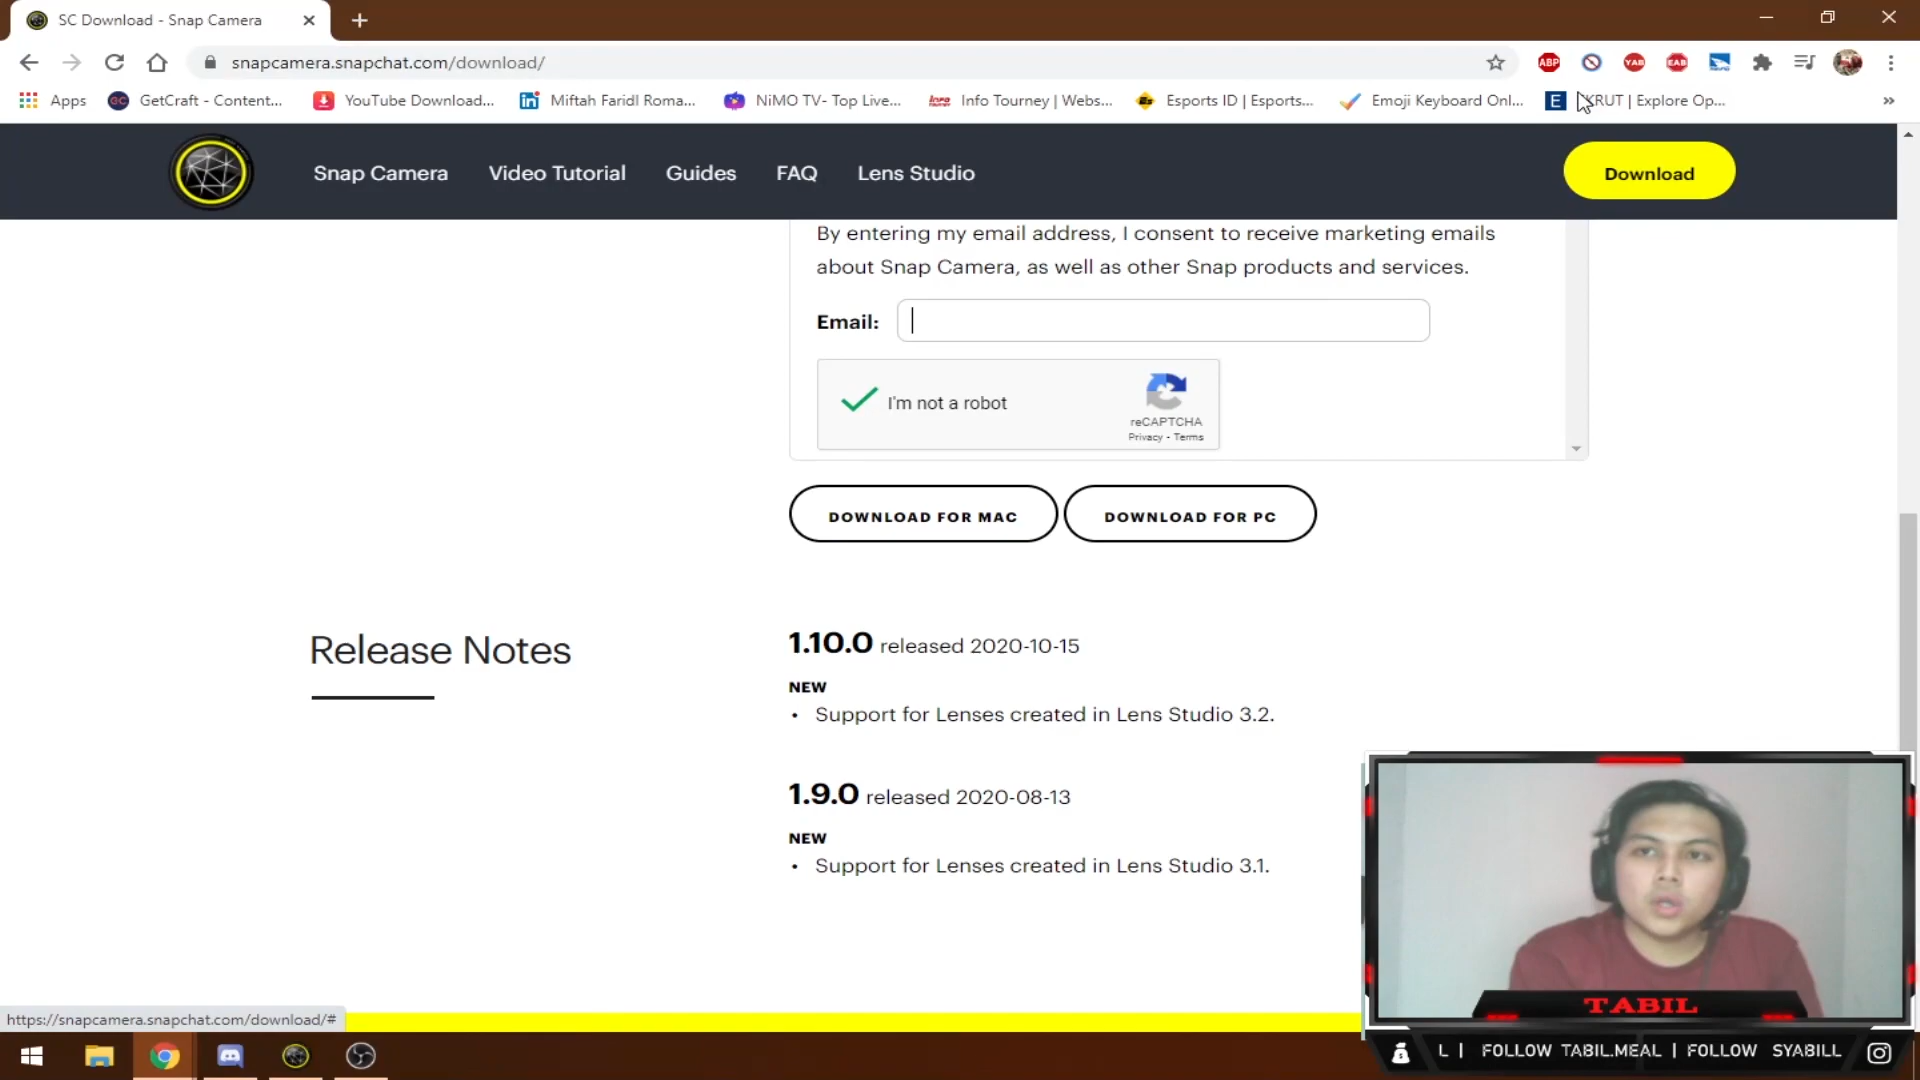 SC Download - Snap Camera
snapcamera.snapchat.com/download/
ABP
YAB
EAB
Apps
GC
GetCraft - Content...
YouTube Download...
Miftah Faridl Roma...
NiMO TV- Top Live...
Info Tourney | Webs...
Esports ID | Esports...
Emoji Keyboard Onl...
E
KRUT | Explore Op...
Snap Camera
Video Tutorial
Guides
FAQ
Lens Studio
Download
By entering my email address, I consent to receive marketing emails
about Snap Camera, as well as other Snap products and services.
Email:
I'm not a robot
reCAPTCHA
Privacy - Terms
DOWNLOAD FOR MAC
DOWNLOAD FOR PC
Release Notes
1.10.0 released 2020-10-15
NEW
• Support for Lenses created in Lens Studio 3.2.
1.9.0 released 2020-08-13
NEW
• Support for Lenses created in Lens Studio 3.1.
https://snapcamera.snapchat.com/download/#
TABIL
L | FOLLOW TABIL.MEAL | FOLLOW SYABILL